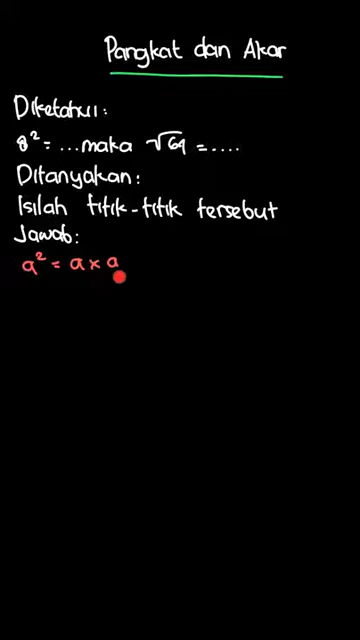 Pangkat dan Akar
Diketahui:
8² = ... maka √64 = ....
Ditanyakan:
Isilah titik-titik tersebut
Jawab:
a² = a × a